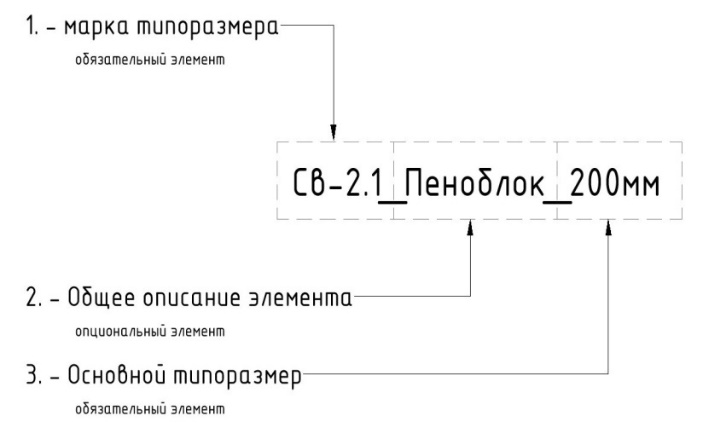 1. - марка типоразмера
обязательный элемент
Св-2.1_Пеноблок_200мм
2. - Общее описание элемента
опциональный элемент
3. - Основной типоразмер
обязательный элемент